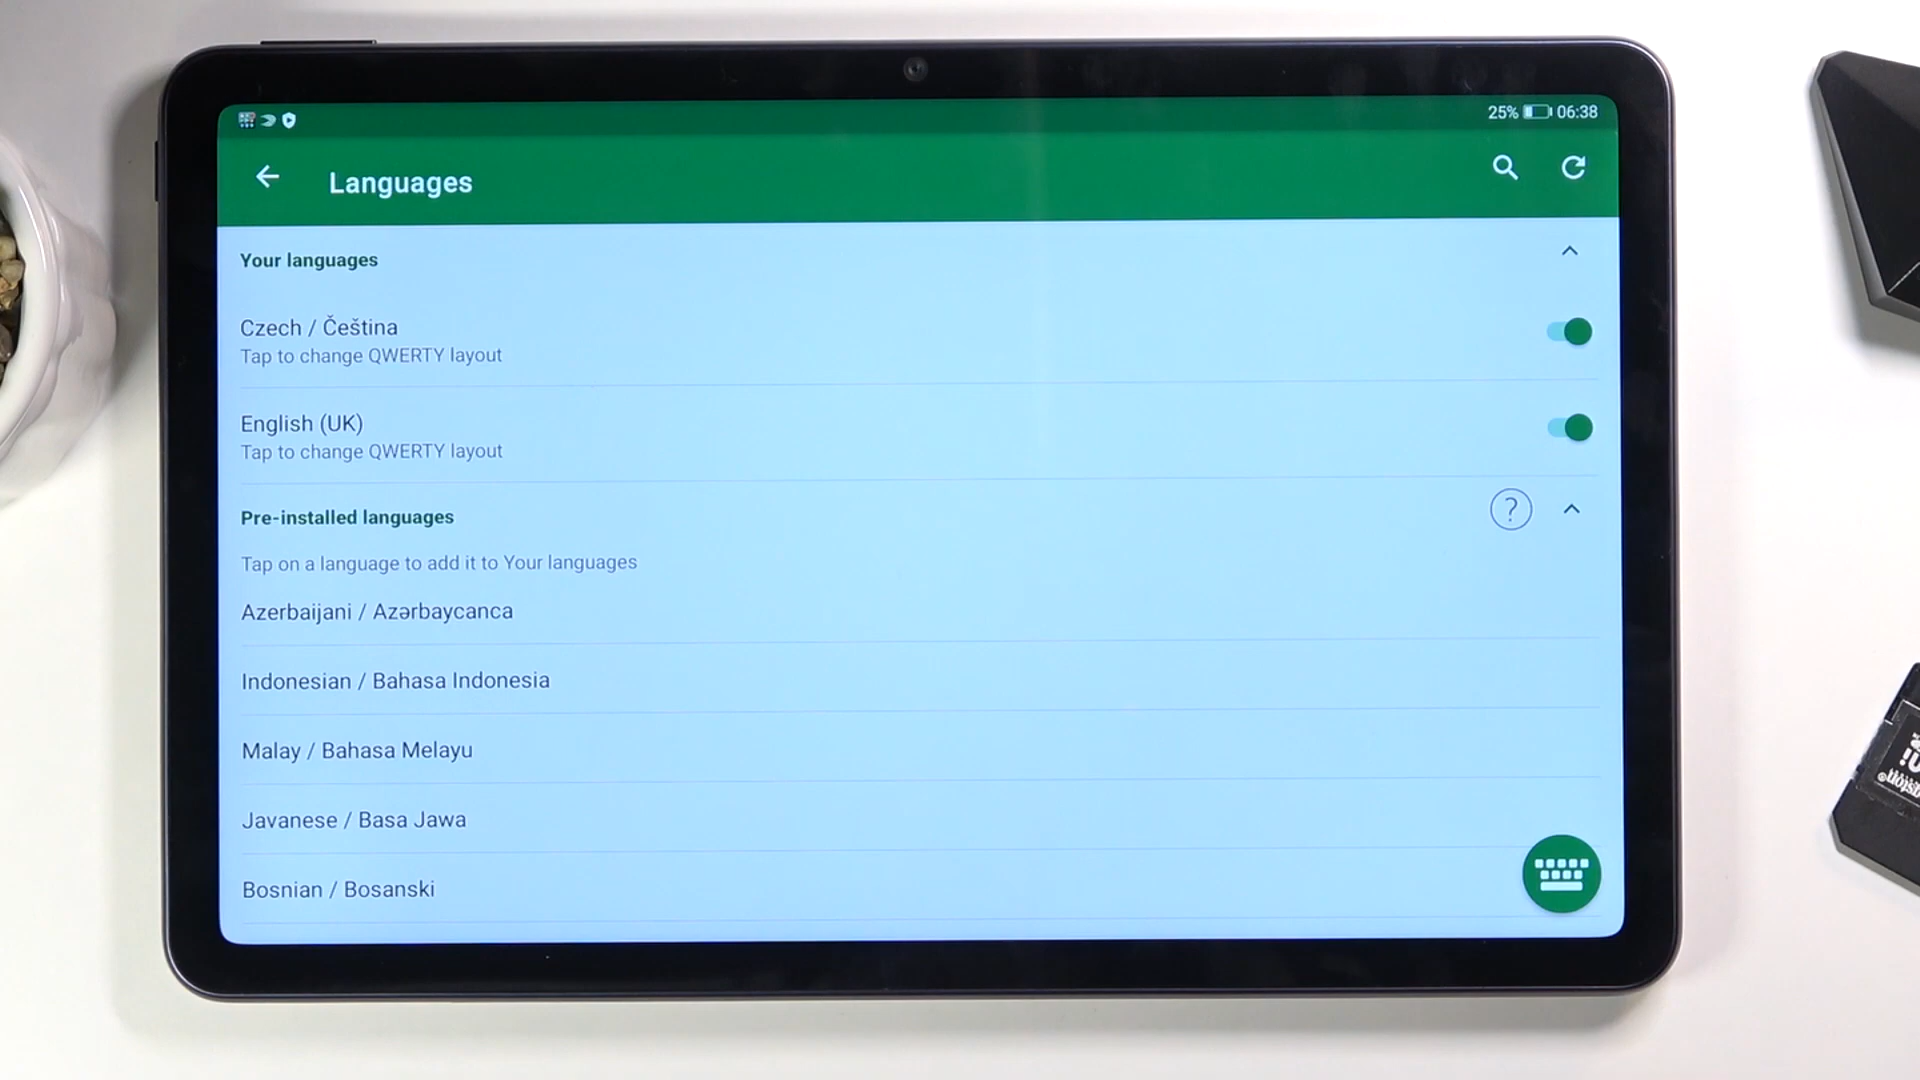 25% 06:38
Languages
Your languages
Czech / Čeština
Tap to change QWERTY layout
English (UK)
Tap to change QWERTY layout
Pre-installed languages
?
Tap on a language to add it to Your languages
Azerbaijani / Azərbaycanca
Indonesian / Bahasa Indonesia
Malay / Bahasa Melayu
Javanese / Basa Jawa
Bosnian / Bosanski